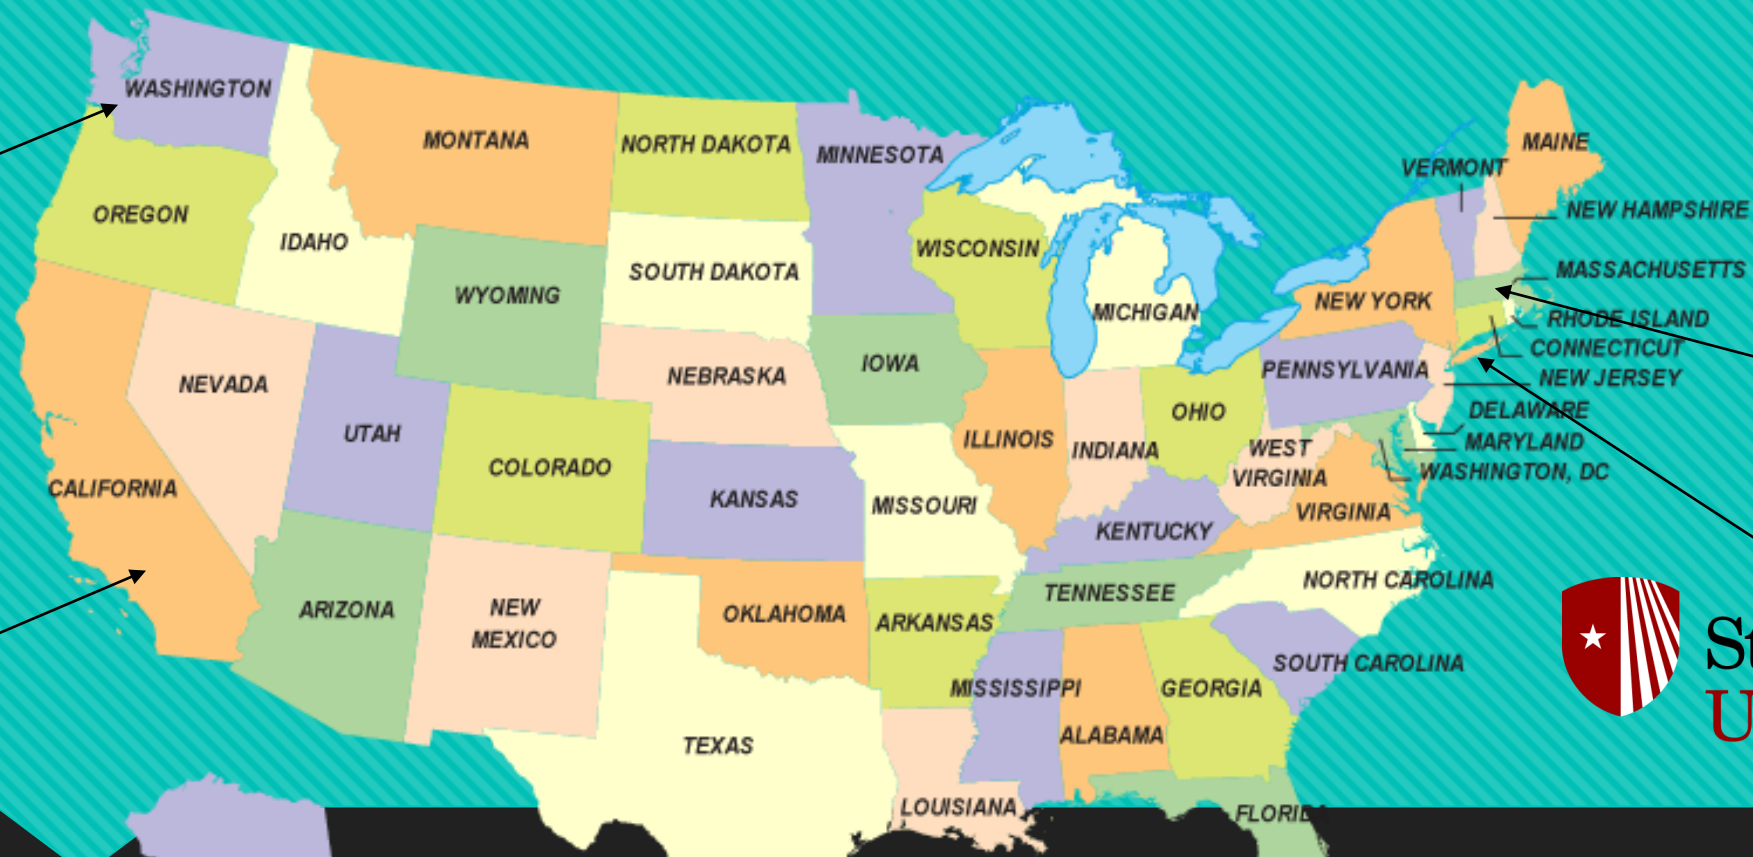 WASHINGTON
MONTANA
NORTH DAKOTA
MINNESOTA
MAINE
VERMONT
OREGON
IDAHO
NEW HAMPSHIRE
WISCONSIN
SOUTH DAKOTA
MASSACHUSETTS
WYOMING
MICHIGAN
NEW YORK
RHODE ISLAND
CONNECTICUT
IOWA
PENNSYLVANIA
NEW JERSEY
NEVADA
NEBRASKA
OHIO
DELAWARE
UTAH
ILLINOIS
INDIANA
MARYLAND
WEST
VIRGINIA
COLORADO
WASHINGTON, DC
CALIFORNIA
KANSAS
MISSOURI
VIRGINIA
KENTUCKY
NORTH CAROLINA
TENNESSEE
ARIZONA
NEW
MEXICO
OKLAHOMA
ARKANSAS
SOUTH CAROLINA
St
U
MISSISSIPPI
GEORGIA
ALABAMA
TEXAS
LOUISIANA
FLORIDA